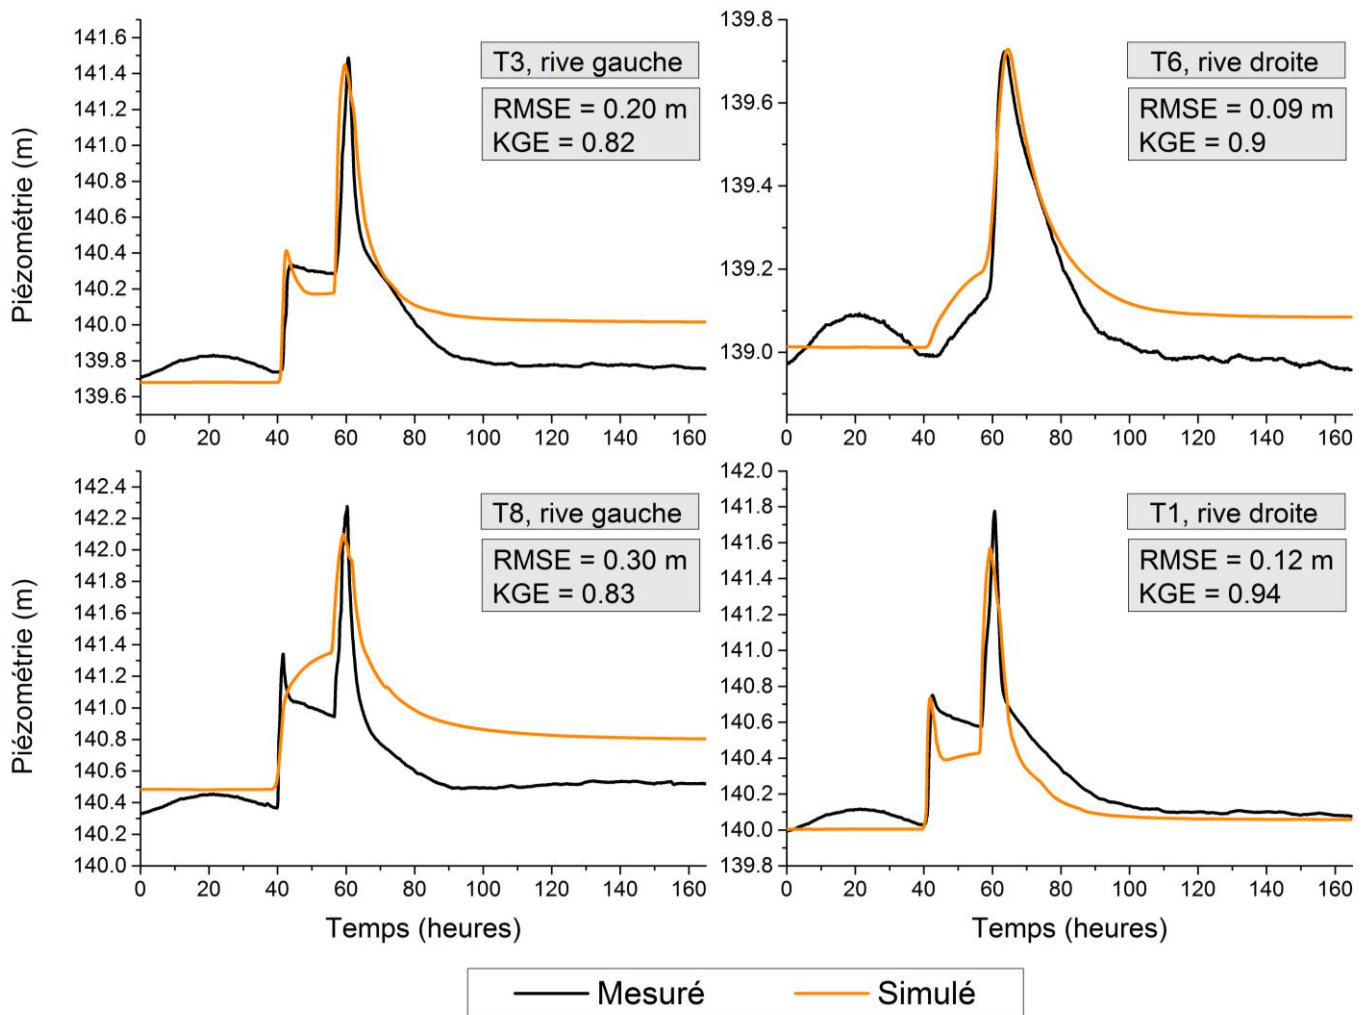 Piézométrie (m)
141.6
141.4
141.2
141.0
140.8
140.6
140.4
140.2
140.0
139.8
139.6
0 20 40 60 80 100 120 140 160
T3, rive gauche
RMSE = 0.20 m
KGE = 0.82
139.8
139.6
139.4
139.2
139.0
0 20 40 60 80 100 120 140 160
T6, rive droite
RMSE = 0.09 m
KGE = 0.9
Piézométrie (m)
142.4
142.2
142.0
141.8
141.6
141.4
141.2
141.0
140.8
140.6
140.4
140.2
140.0
0 20 40 60 80 100 120 140 160
T8, rive gauche
RMSE = 0.30 m
KGE = 0.83
Temps (heures)
142.0
141.8
141.6
141.4
141.2
141.0
140.8
140.6
140.4
140.2
140.0
139.8
0 20 40 60 80 100 120 140 160
T1, rive droite
RMSE = 0.12 m
KGE = 0.94
Temps (heures)
Mesuré Simulé